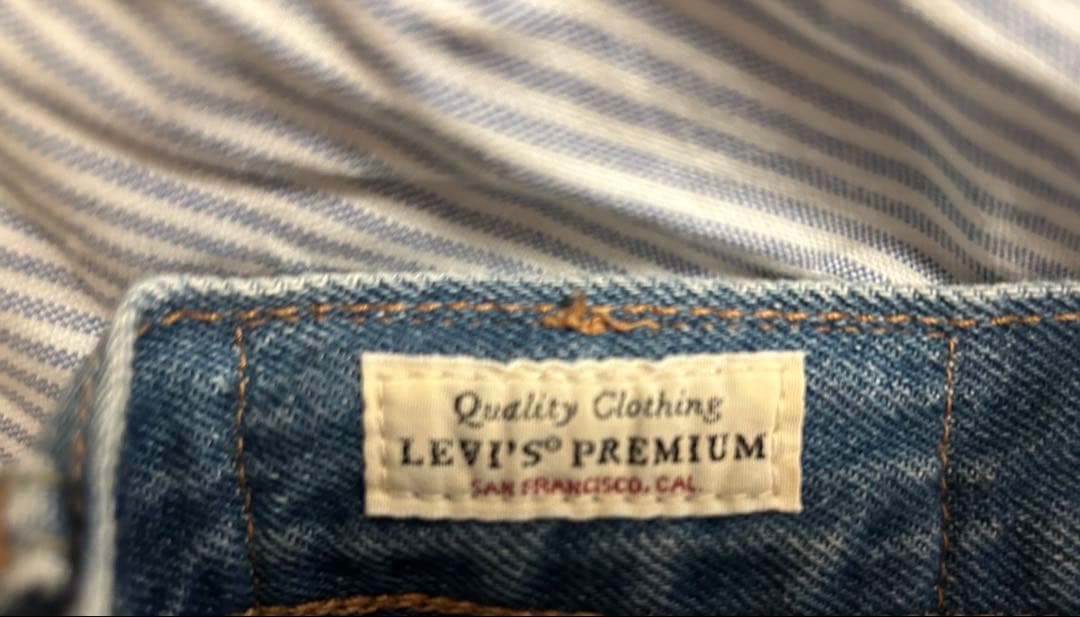 Quality Clothing
LEVI'S® PREMIUM
SAN FRANCISCO, CAL